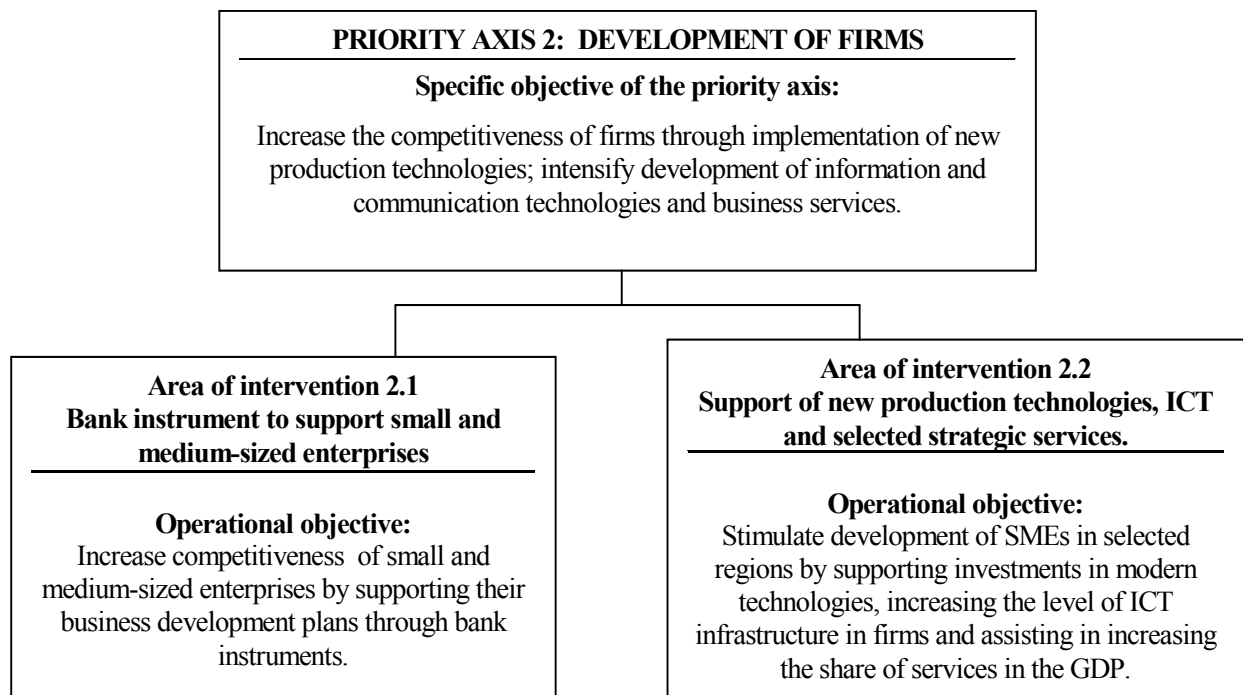 PRIORITY AXIS 2: DEVELOPMENT OF FIRMS
Specific objective of the priority axis:
Increase the competitiveness of firms through implementation of new
production technologies; intensify development of information and
communication technologies and business services.
Area of intervention 2.1
Bank instrument to support small and
medium-sized enterprises
Operational objective:
Increase competitiveness of small and
medium-sized enterprises by supporting their
business development plans through bank
instruments.
Area of intervention 2.2
Support of new production technologies, ICT
and selected strategic services.
Operational objective:
Stimulate development of SMEs in selected
regions by supporting investments in modern
technologies, increasing the level of ICT
infrastructure in firms and assisting in increasing
the share of services in the GDP.